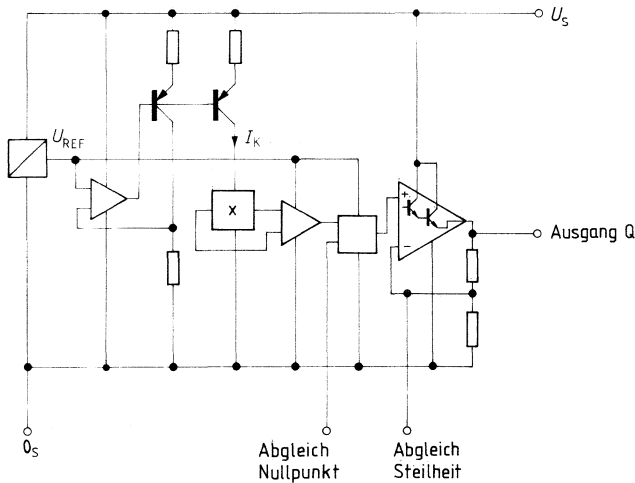 U_S
U_REF
I_K
X
+
−
Ausgang Q
0_S
Abgleich
Nullpunkt
Abgleich
Steilheit